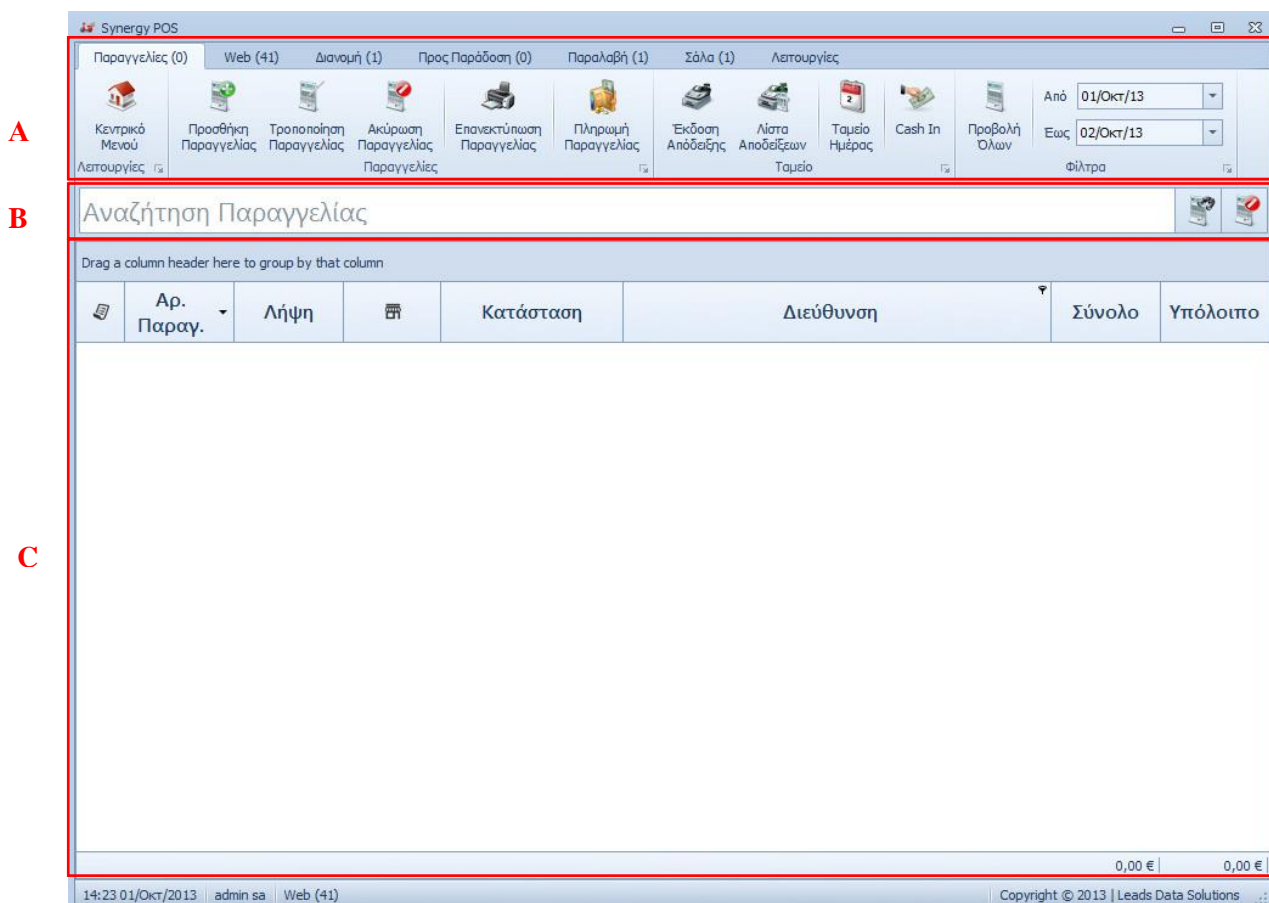 Synergy POS
Παραγγελίες (0) Web (41) Διανομή (1) Προς Παράδοση (0) Παραλαβή (1) Σάλα (1) Λειτουργίες
A
Κεντρικό Μενού
Λειτουργίες
Προσθήκη Παραγγελίας
Τροποποίηση Παραγγελίας
Ακύρωση Παραγγελίας
Επανεκτύπωση Παραγγελίας
Πληρωμή Παραγγελίας
Παραγγελίες
Έκδοση Απόδειξης
Λίστα Αποδείξεων
Ταμείο Ημέρας
2
Cash In
Ταμείο
Προβολή Όλων
Από 01/Οκτ/13
Έως 02/Οκτ/13
Φίλτρα
B
Αναζήτηση Παραγγελίας
C
Drag a column header here to group by that column
Αρ. Παραγ. Λήψη Κατάσταση Διεύθυνση Σύνολο Υπόλοιπο
0,00 € 0,00 €
14:23 01/Οκτ/2013 admin sa Web (41) Copyright © 2013 | Leads Data Solutions